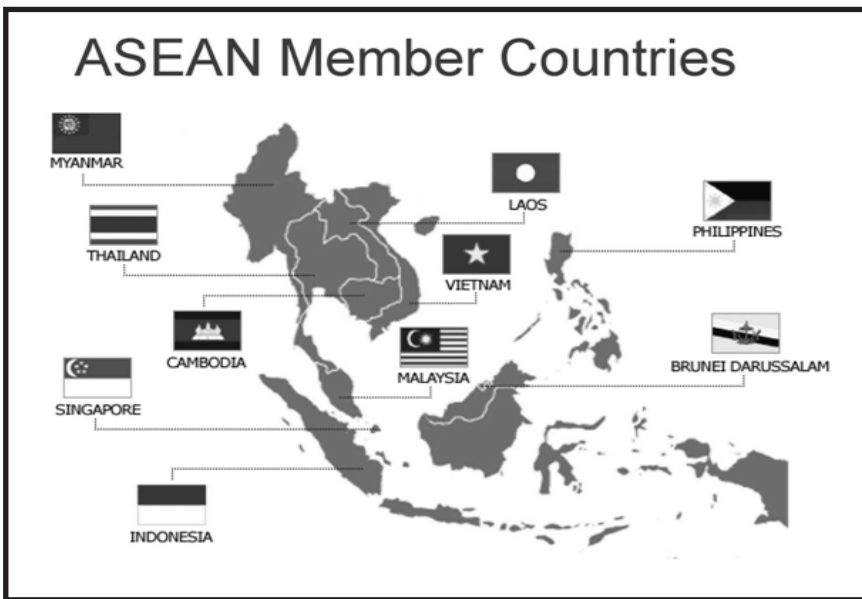 ASEAN Member Countries
MYANMAR
LAOS
PHILIPPINES
THAILAND
VIETNAM
CAMBODIA
MALAYSIA
BRUNEI DARUSSALAM
SINGAPORE
INDONESIA